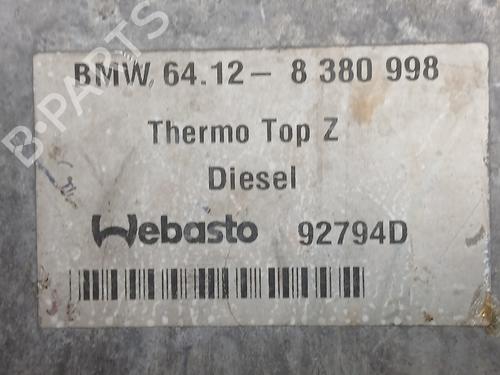 BMW 64.12- 8 380 998
Thermo Top Z
Diesel
Webasto 92794D
B-PARTS